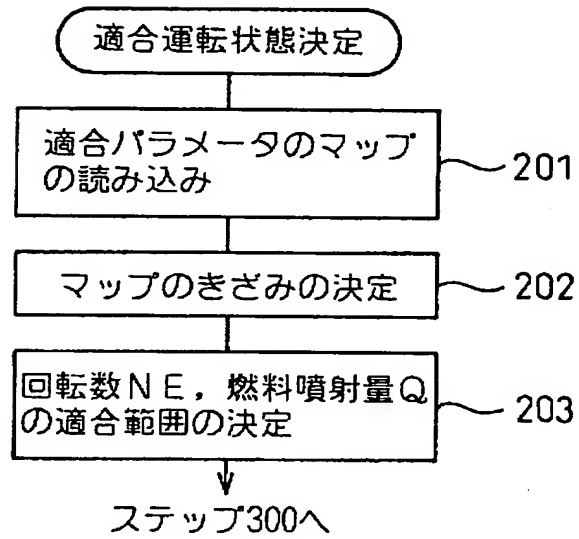 適合運転状態決定
適合パラメータのマップ
の読み込み
201
マップのきざみの決定
202
回転数NE,燃料噴射量Q
の適合範囲の決定
203
ステップ300へ